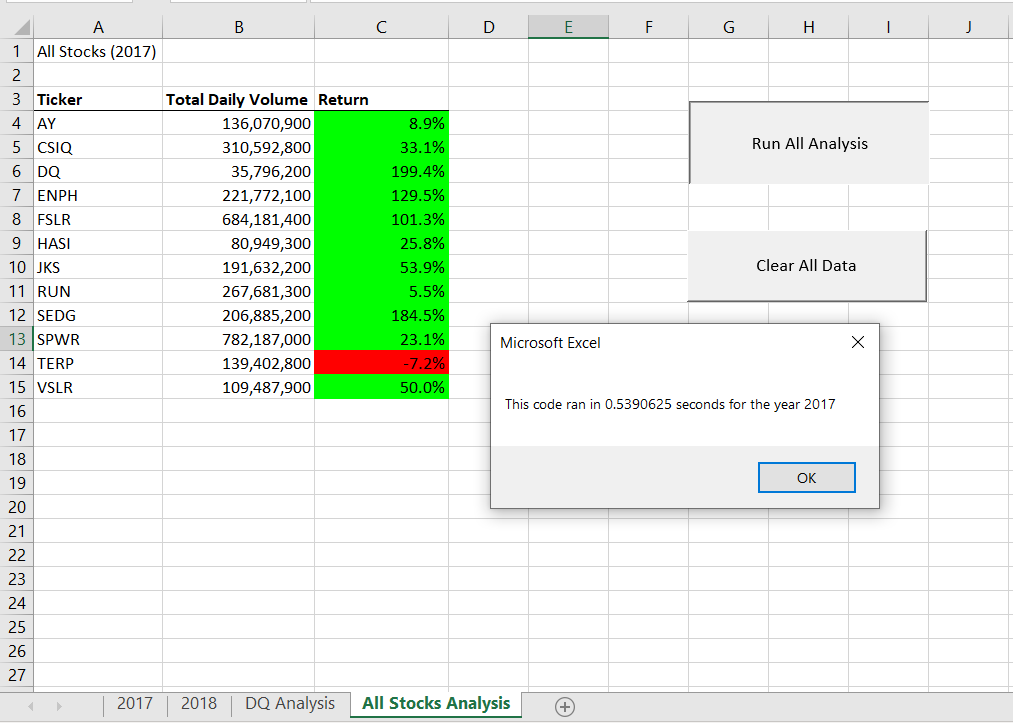 A B C D E F G H I J
1 All Stocks (2017)
2
3 Ticker Total Daily Volume Return
4 AY 136,070,900 8.9%
5 CSIQ 310,592,800 33.1%
6 DQ 35,796,200 199.4%
7 ENPH 221,772,100 129.5%
8 FSLR 684,181,400 101.3%
9 HASI 80,949,300 25.8%
10 JKS 191,632,200 53.9%
11 RUN 267,681,300 5.5%
12 SEDG 206,885,200 184.5%
13 SPWR 782,187,000 23.1%
14 TERP 139,402,800 -7.2%
15 VSLR 109,487,900 50.0%
16
17
18
19
20
21
22
23
24
25
26
27
Run All Analysis
Clear All Data
Microsoft Excel
This code ran in 0.5390625 seconds for the year 2017
OK
2017 2018 DQ Analysis All Stocks Analysis